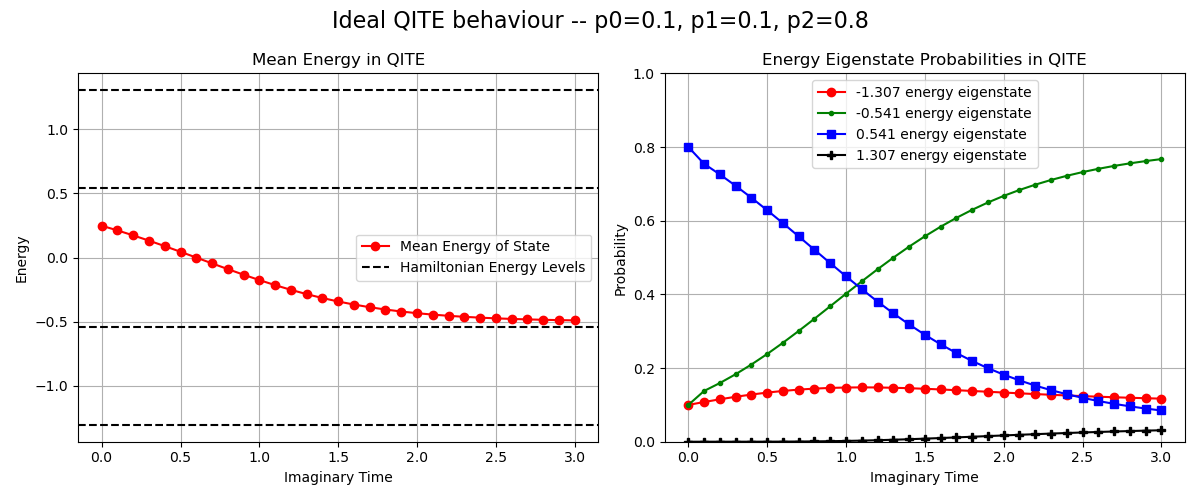 Ideal QITE behaviour -- p0=0.1, p1=0.1, p2=0.8
Mean Energy in QITE
Energy
1.0
0.5
0.0
−0.5
−1.0
Mean Energy of State
Hamiltonian Energy Levels
0.0 0.5 1.0 1.5 2.0 2.5 3.0
Imaginary Time
Energy Eigenstate Probabilities in QITE
Probability
1.0
0.8
0.6
0.4
0.2
0.0
-1.307 energy eigenstate
-0.541 energy eigenstate
0.541 energy eigenstate
1.307 energy eigenstate
0.0 0.5 1.0 1.5 2.0 2.5 3.0
Imaginary Time